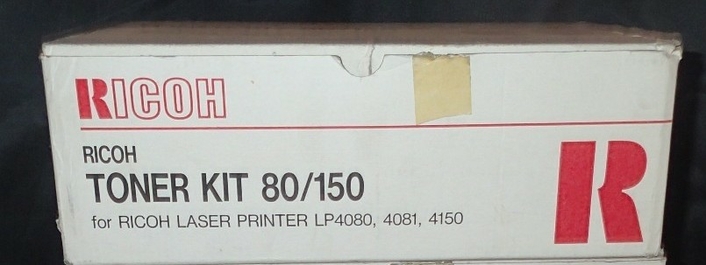 RICOH
RICOH
TONER KIT 80/150
for RICOH LASER PRINTER LP4080, 4081, 4150
R